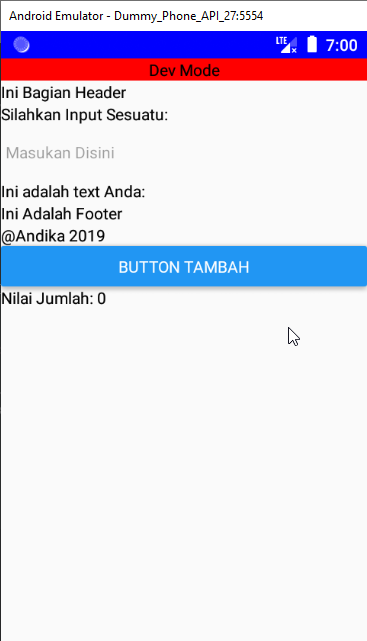 Android Emulator - Dummy_Phone_API_27:5554
LTE 7:00
Dev Mode
Ini Bagian Header
Silahkan Input Sesuatu:
Masukan Disini
Ini adalah text Anda:
Ini Adalah Footer
@Andika 2019
BUTTON TAMBAH
Nilai Jumlah: 0